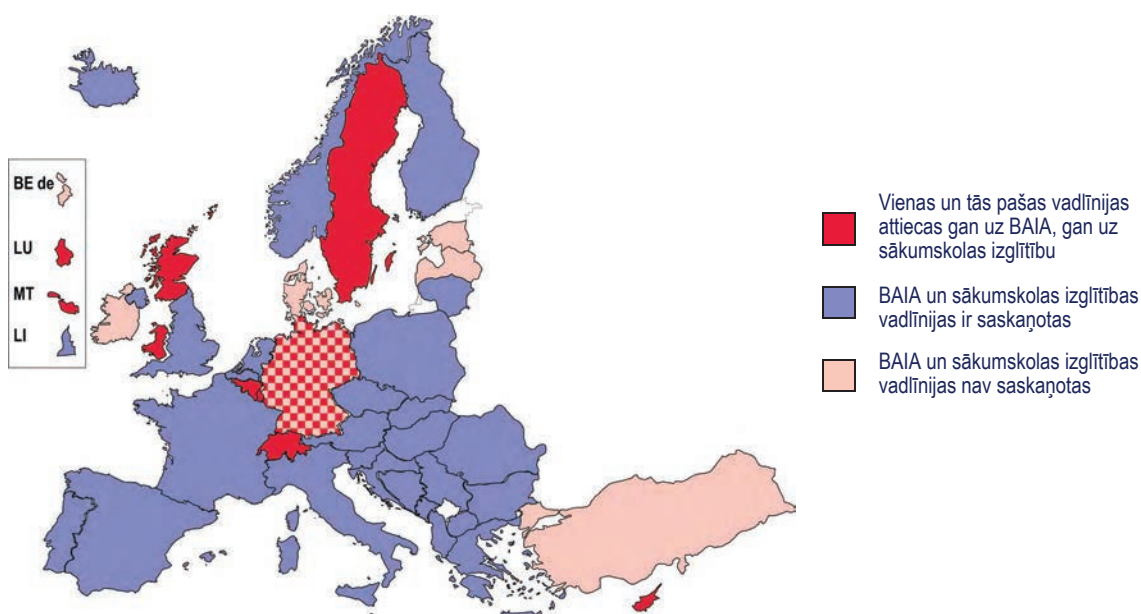 BE de
LU
MT
LI
Vienas un tās pašas vadlīnijas
attiecas gan uz BAIA, gan uz
sākumskolas izglītību
BAIA un sākumskolas izglītības
vadlīnijas ir saskaņotas
BAIA un sākumskolas izglītības
vadlīnijas nav saskaņotas